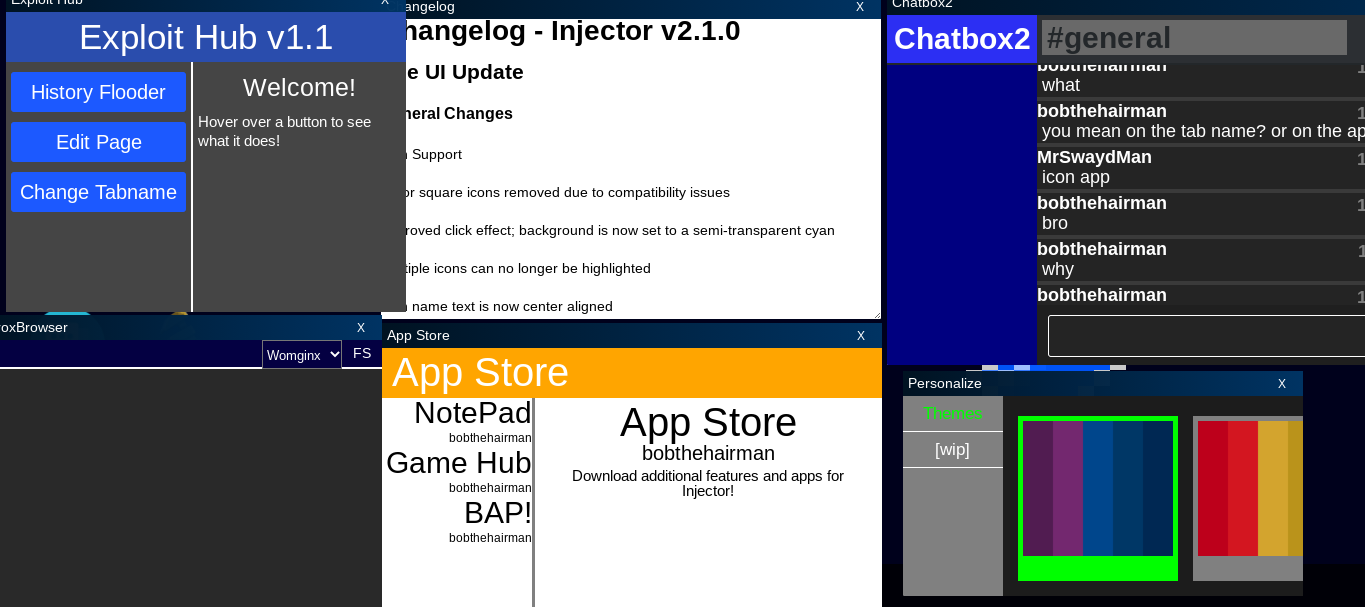 Exploit Hub
X
Exploit Hub v1.1
History Flooder
Edit Page
Change Tabname
Welcome!
Hover over a button to see
what it does!
angelog
X
hangelog - Injector v2.1.0
e UI Update
neral Changes
Support
or square icons removed due to compatibility issues
roved click effect; background is now set to a semi-transparent cyan
tiple icons can no longer be highlighted
name text is now center aligned
Chatbox2
Chatbox2
#general
bobthehairman
what
bobthehairman
you mean on the tab name? or on the ap
MrSwaydMan
icon app
bobthehairman
bro
bobthehairman
why
bobthehairman
roxBrowser
X
Womginx
FS
App Store
X
App Store
NotePad
bobthehairman
Game Hub
bobthehairman
BAP!
bobthehairman
App Store
bobthehairman
Download additional features and apps for
Injector!
Personalize
X
Themes
[wip]